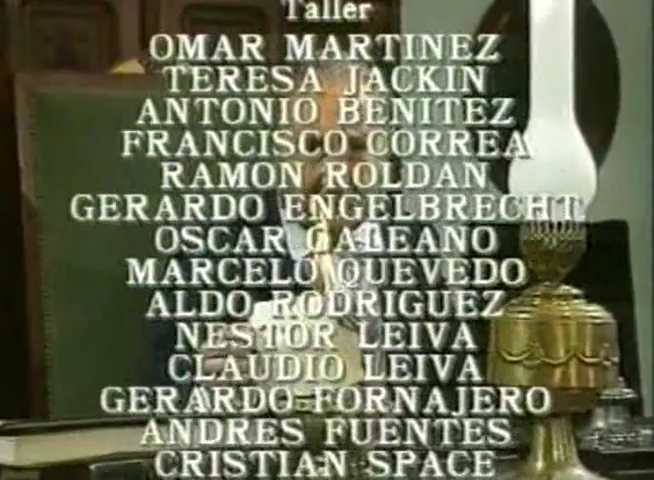 Taller
OMAR MARTINEZ
TERESA JACKIN
ANTONIO BENITEZ
FRANCISCO CORREA
RAMON ROLDAN
GERARDO ENGELBRECHT
OSCAR GALEANO
MARCELO QUEVEDO
ALDO RODRIGUEZ
NESTOR LEIVA
CLAUDIO LEIVA
GERARDO FORNAJERO
ANDRES FUENTES
CRISTIAN SPACE